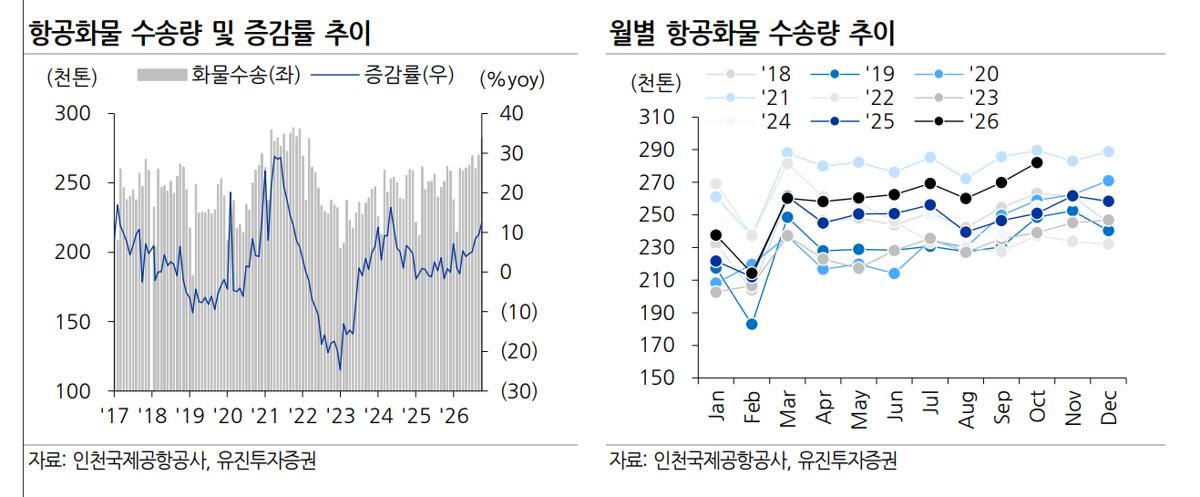 항공화물 수송량 및 증감률 추이
(천톤) 화물수송(좌) 증감률(우) (%yoy)
300 40
30
250 20
10
200 0
(10)
150
(20)
100 (30)
'17 '18 '19 '20 '21 '22 '23 '24 '25 '26
자료: 인천국제공항공사, 유진투자증권
월별 항공화물 수송량 추이
(천톤) '18 '19 '20
'21 '22 '23
'24 '25 '26
310
290
270
250
230
210
190
170
150
Jan Feb Mar Apr May Jun Jul Aug Sep Oct Nov Dec
자료: 인천국제공항공사, 유진투자증권